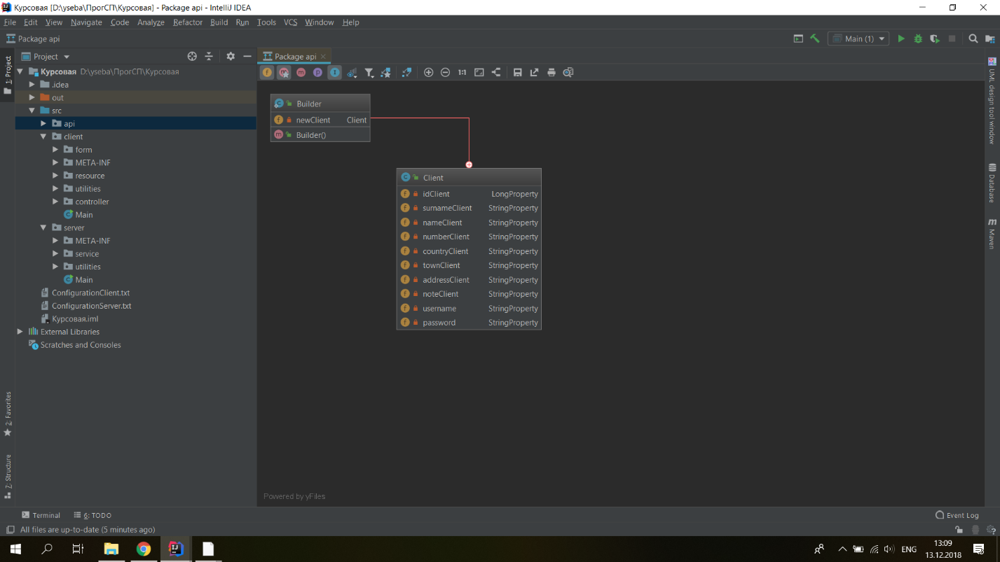 Курсовая [D:\yseba\ПрогСП\Курсовая] - Package api - IntelliJ IDEA
File Edit View Navigate Code Analyze Refactor Build Run Tools VCS Window Help
Package api
Main (1)
1: Project
Project
Package api
1:1
Курсовая D:\yseba\ПрогСП\Курсовая
.idea
out
src
api
client
form
META-INF
resource
utilities
controller
Main
server
META-INF
service
utilities
Main
ConfigurationClient.txt
ConfigurationServer.txt
Курсовая.iml
External Libraries
Scratches and Consoles
2: Favorites
7: Structure
Builder
newClient Client
Builder()
Client
idClient LongProperty
surnameClient StringProperty
nameClient StringProperty
numberClient StringProperty
countryClient StringProperty
townClient StringProperty
addressClient StringProperty
noteClient StringProperty
username StringProperty
password StringProperty
Powered by yFiles
UML design tool window
Database
Maven
Terminal 6: TODO Event Log
All files are up-to-date (5 minutes ago)
ENG
13:09
13.12.2018